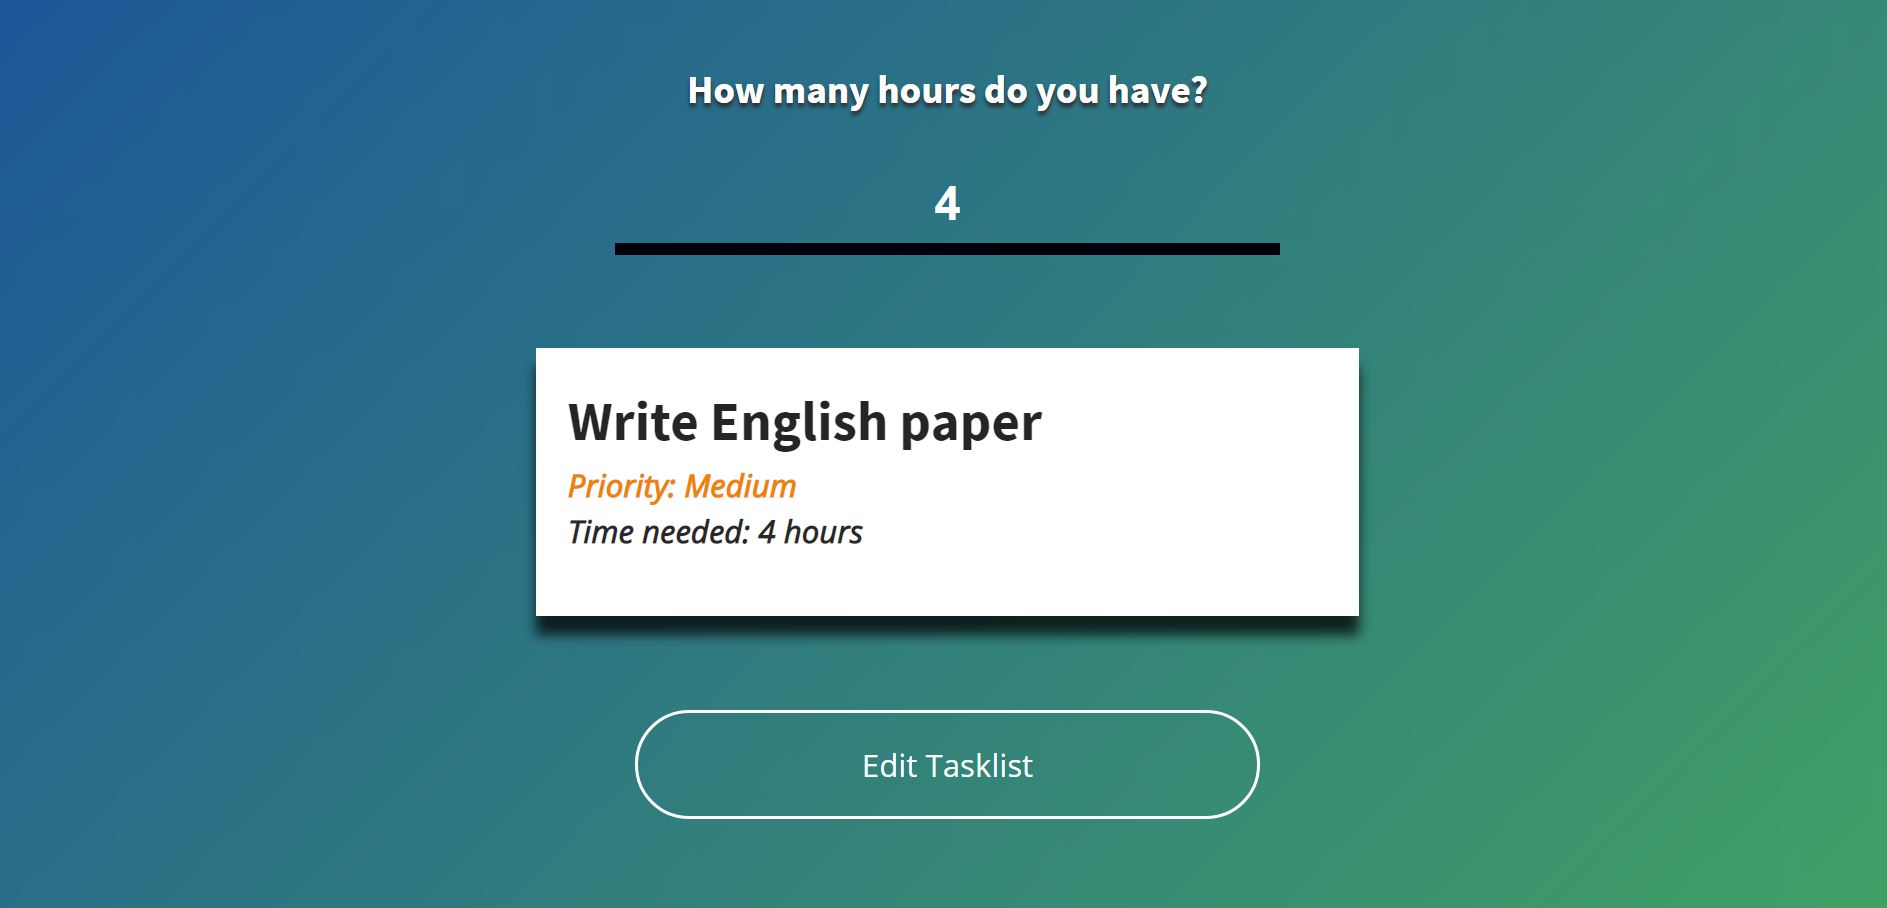 How many hours do you have?
4
Write English paper
Priority: Medium
Time needed: 4 hours
Edit Tasklist